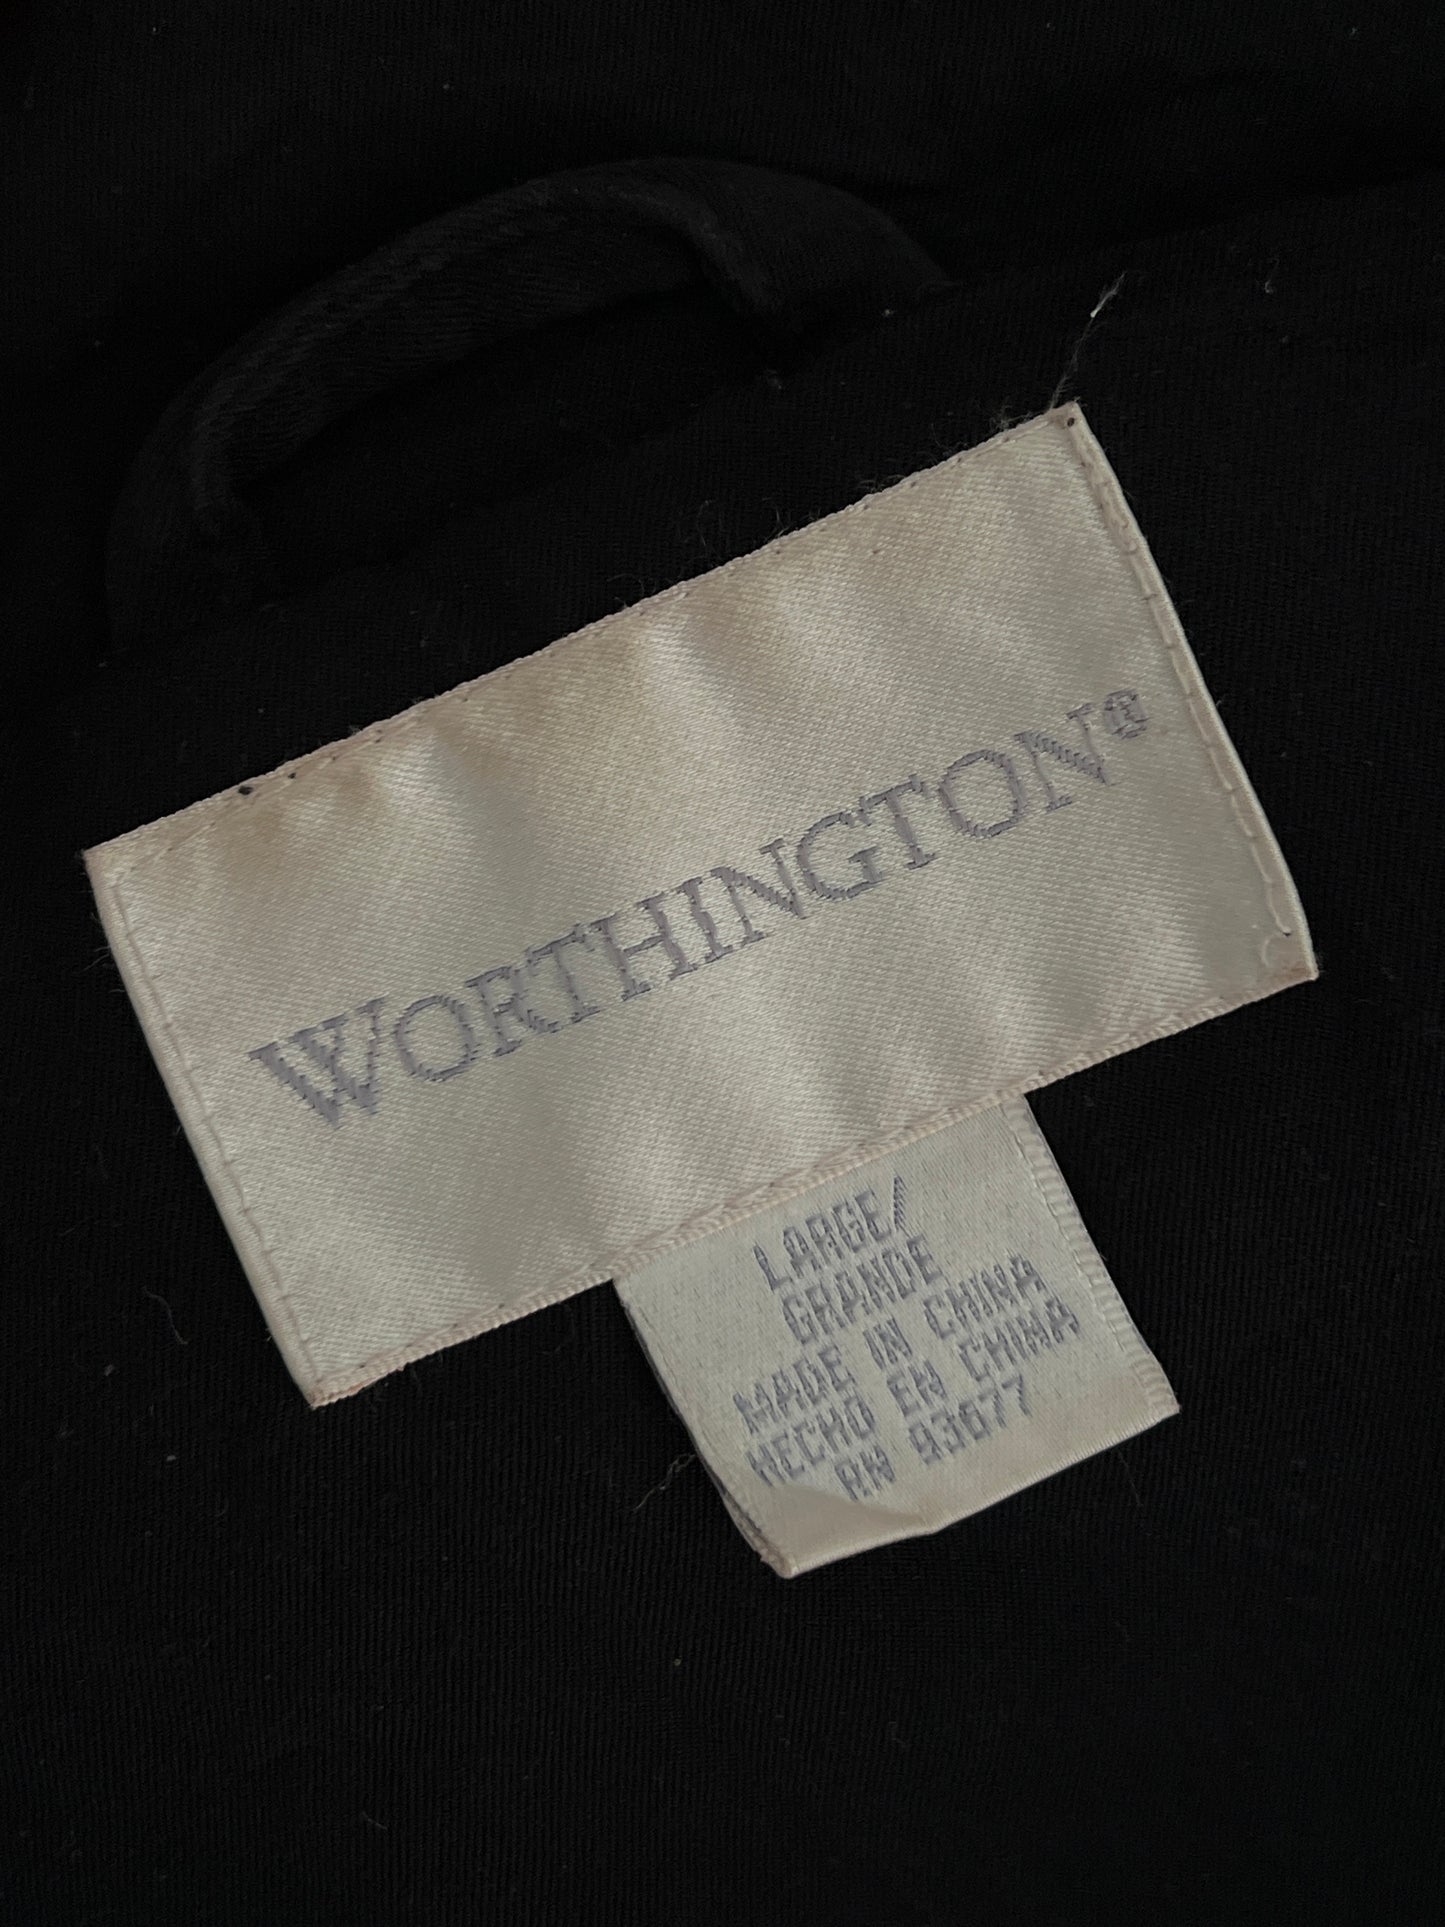 WORTHINGTON®
LARGE/
GRANDE
MADE IN CHINA
HECHO EN CHINA
RN 93677